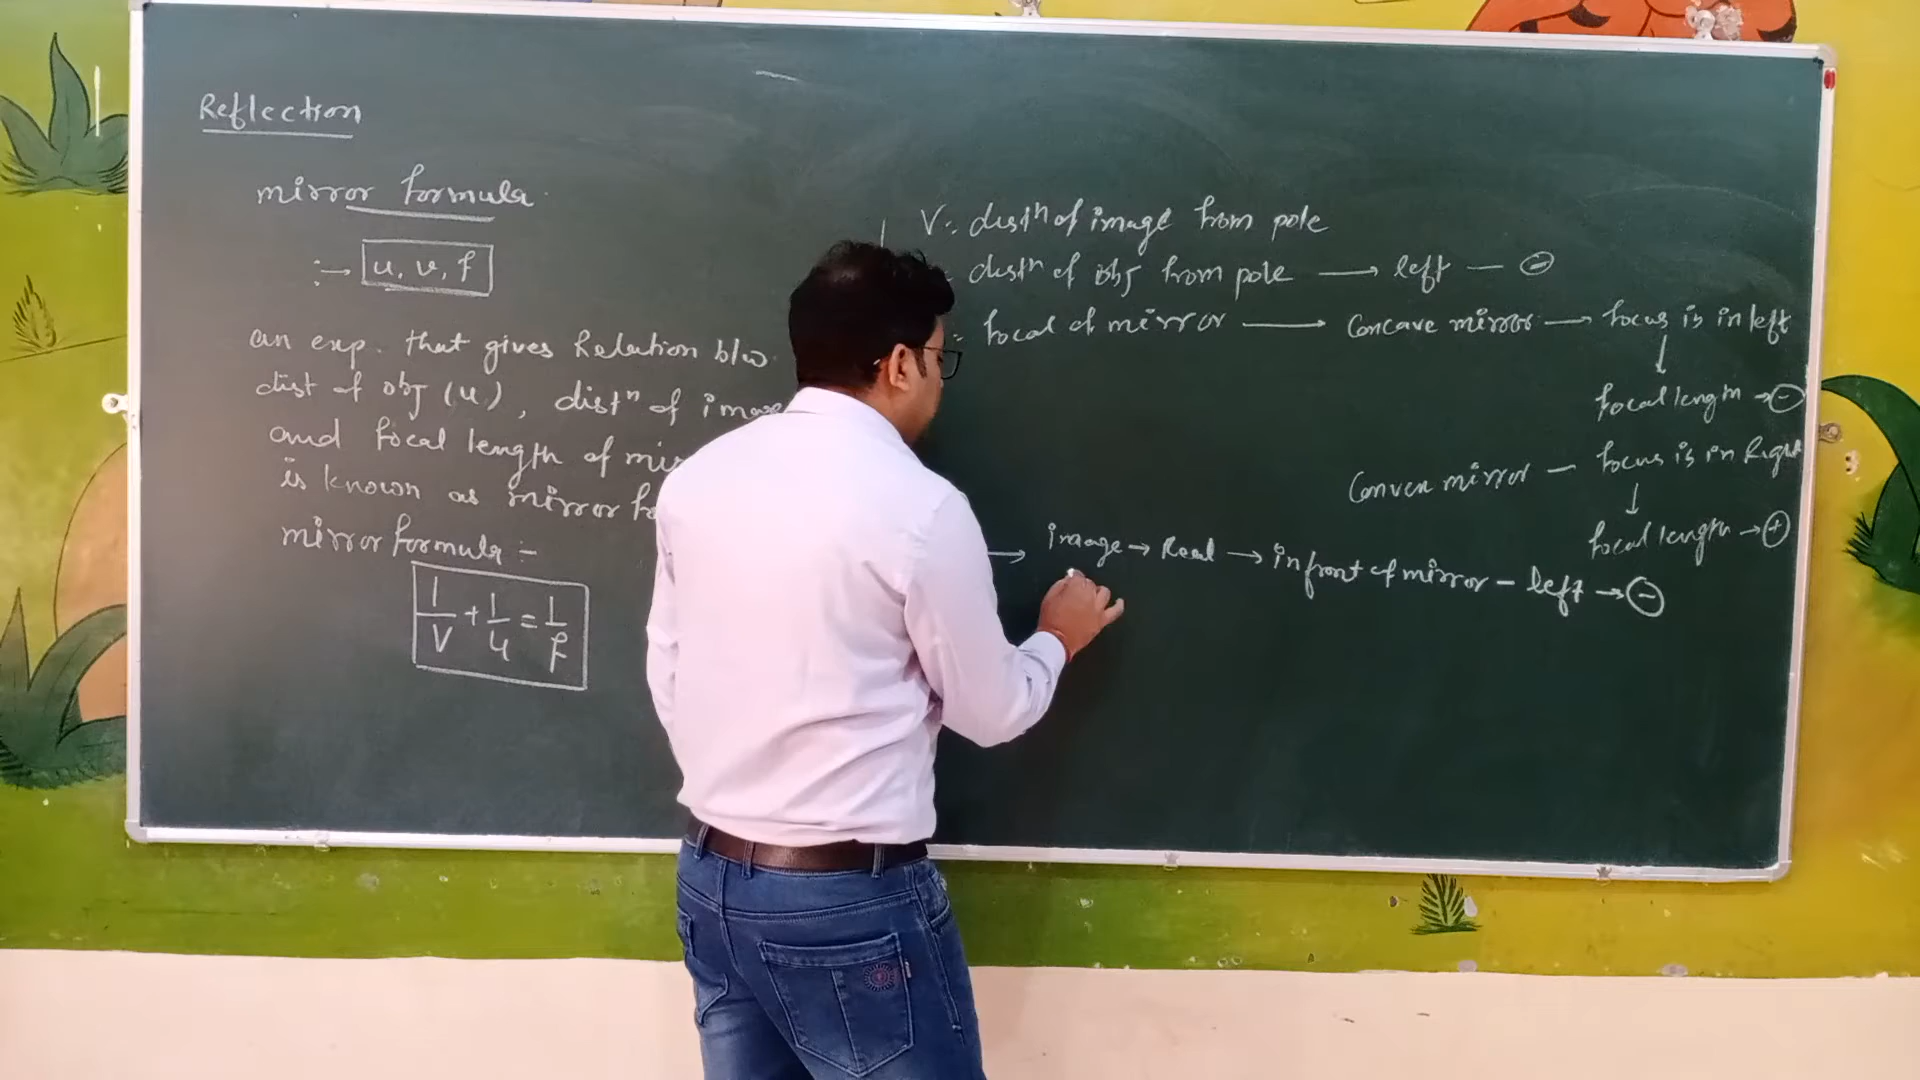 Reflection
mirror formula
:→ u, v, f
an exp. that gives Relation b/w
dist of obj (u), distⁿ of image
and focal length of
is known as mirror
mirror formula :-
1/V + 1/u = 1/f
V :- distⁿ of image from pole
= distⁿ of obj from pole → left — ⊖
= focal of mirror → Concave mirror → focus is in left
↓
focal length → ⊖
Convex mirror — focus is in Right
↓
focal length → ⊕
→ image → Real → infront of mirror — left → ⊖